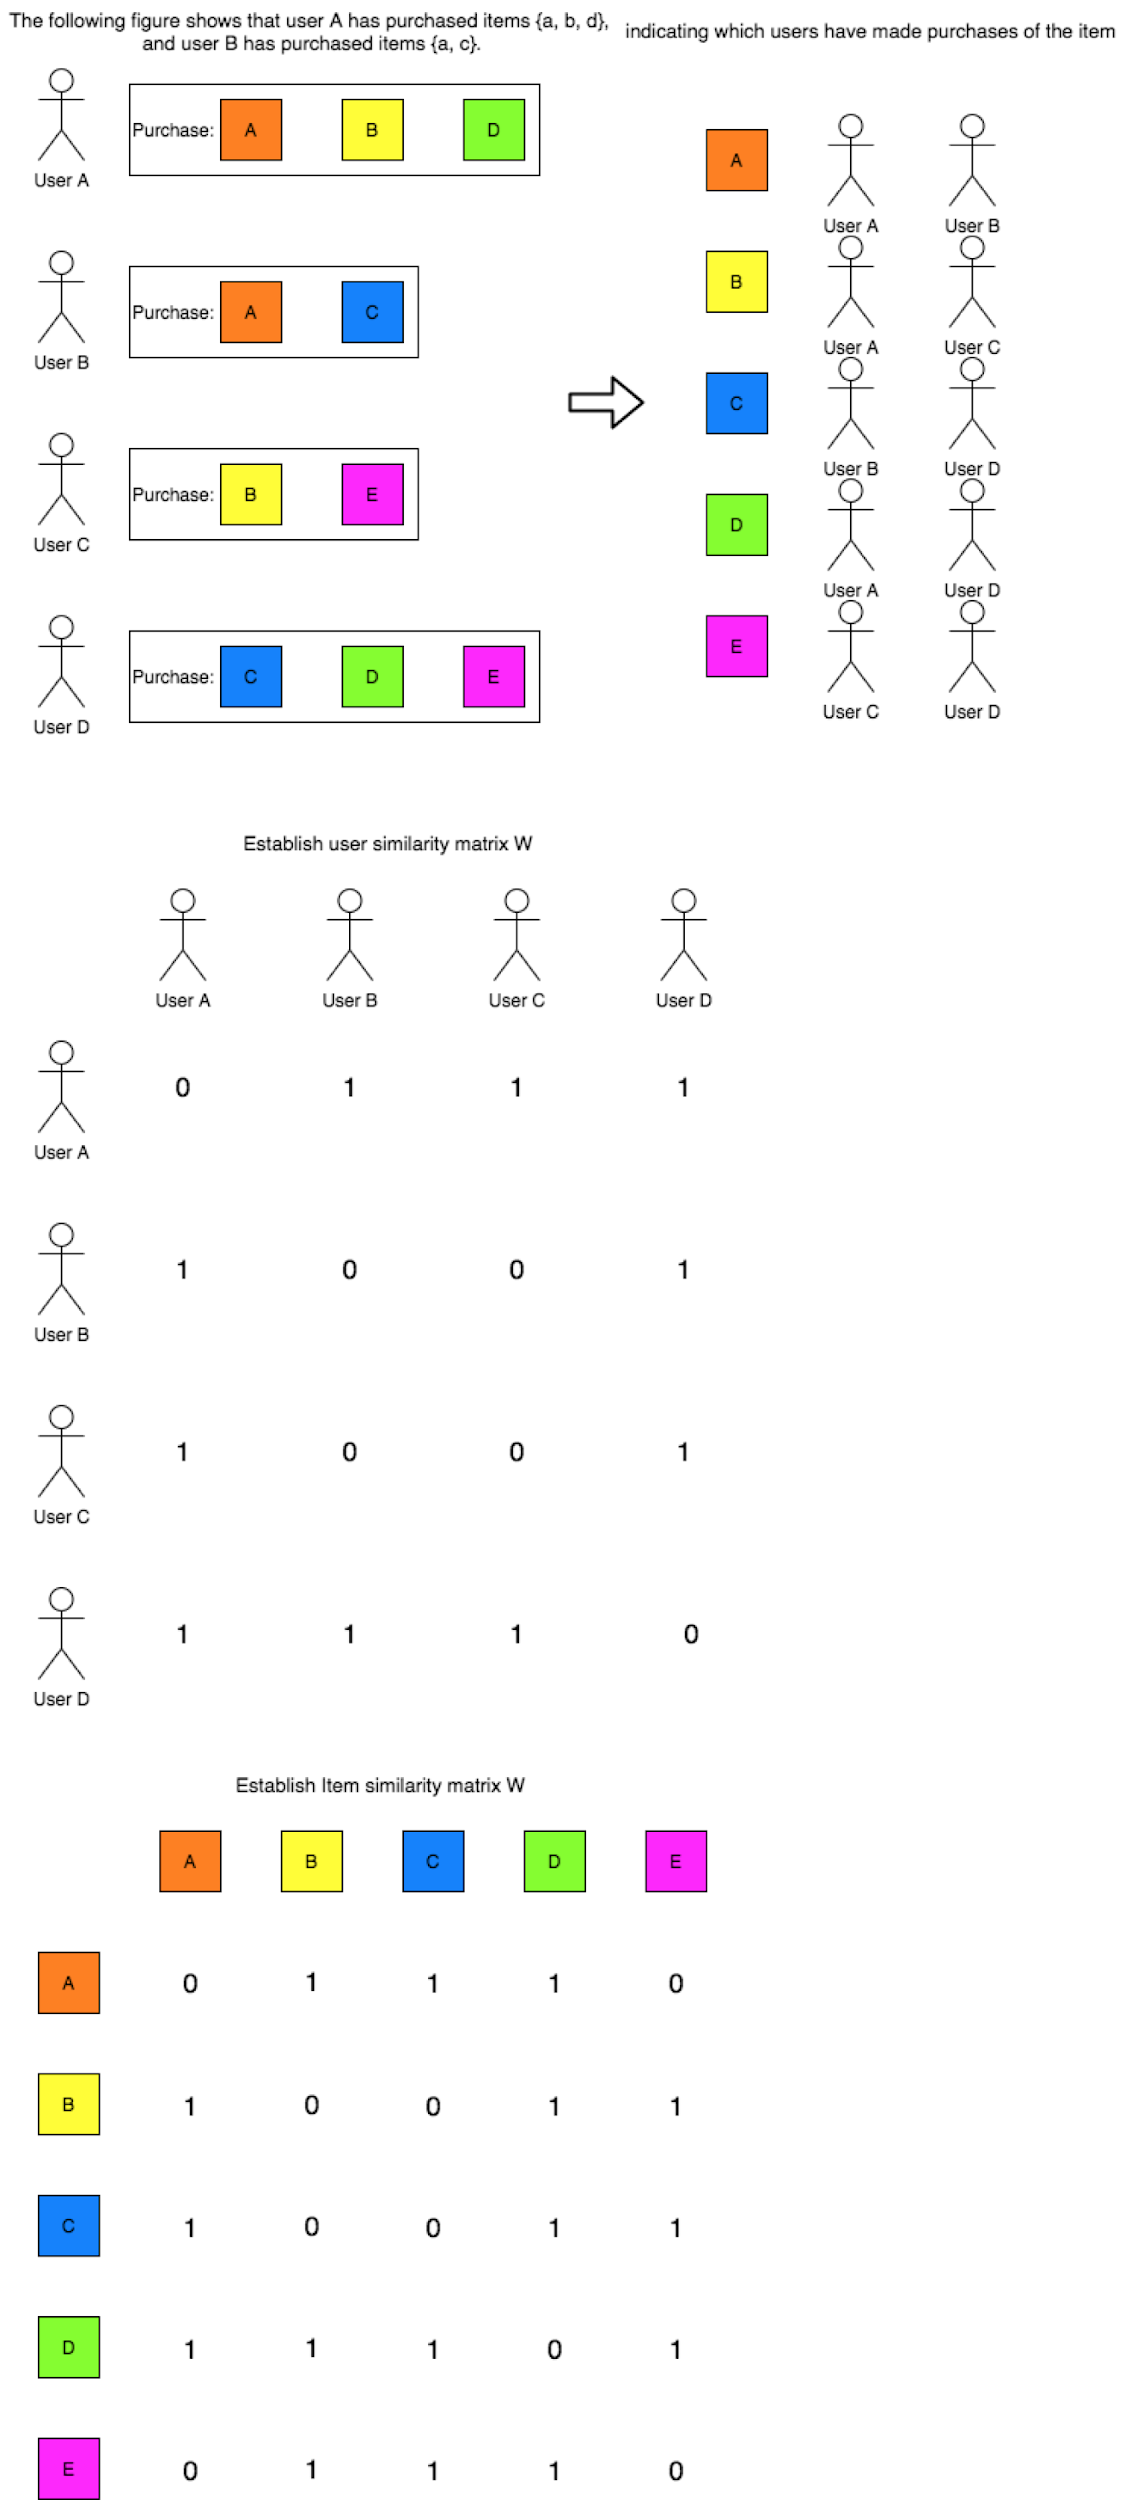 The following figure shows that user A has purchased items {a, b, d},
and user B has purchased items {a, c}.
indicating which users have made purchases of the item
Purchase: A B D
User A
Purchase: A C
User B
Purchase: B E
User C
Purchase: C D E
User D
A
User A User B
B
User A User C
C
User B User D
D
User A User D
E
User C User D
Establish user similarity matrix W
User A User B User C User D
0 1 1 1
User A
1 0 0 1
User B
1 0 0 1
User C
1 1 1 0
User D
Establish Item similarity matrix W
A B C D E
A 0 1 1 1 0
B 1 0 0 1 1
C 1 0 0 1 1
D 1 1 1 0 1
E 0 1 1 1 0